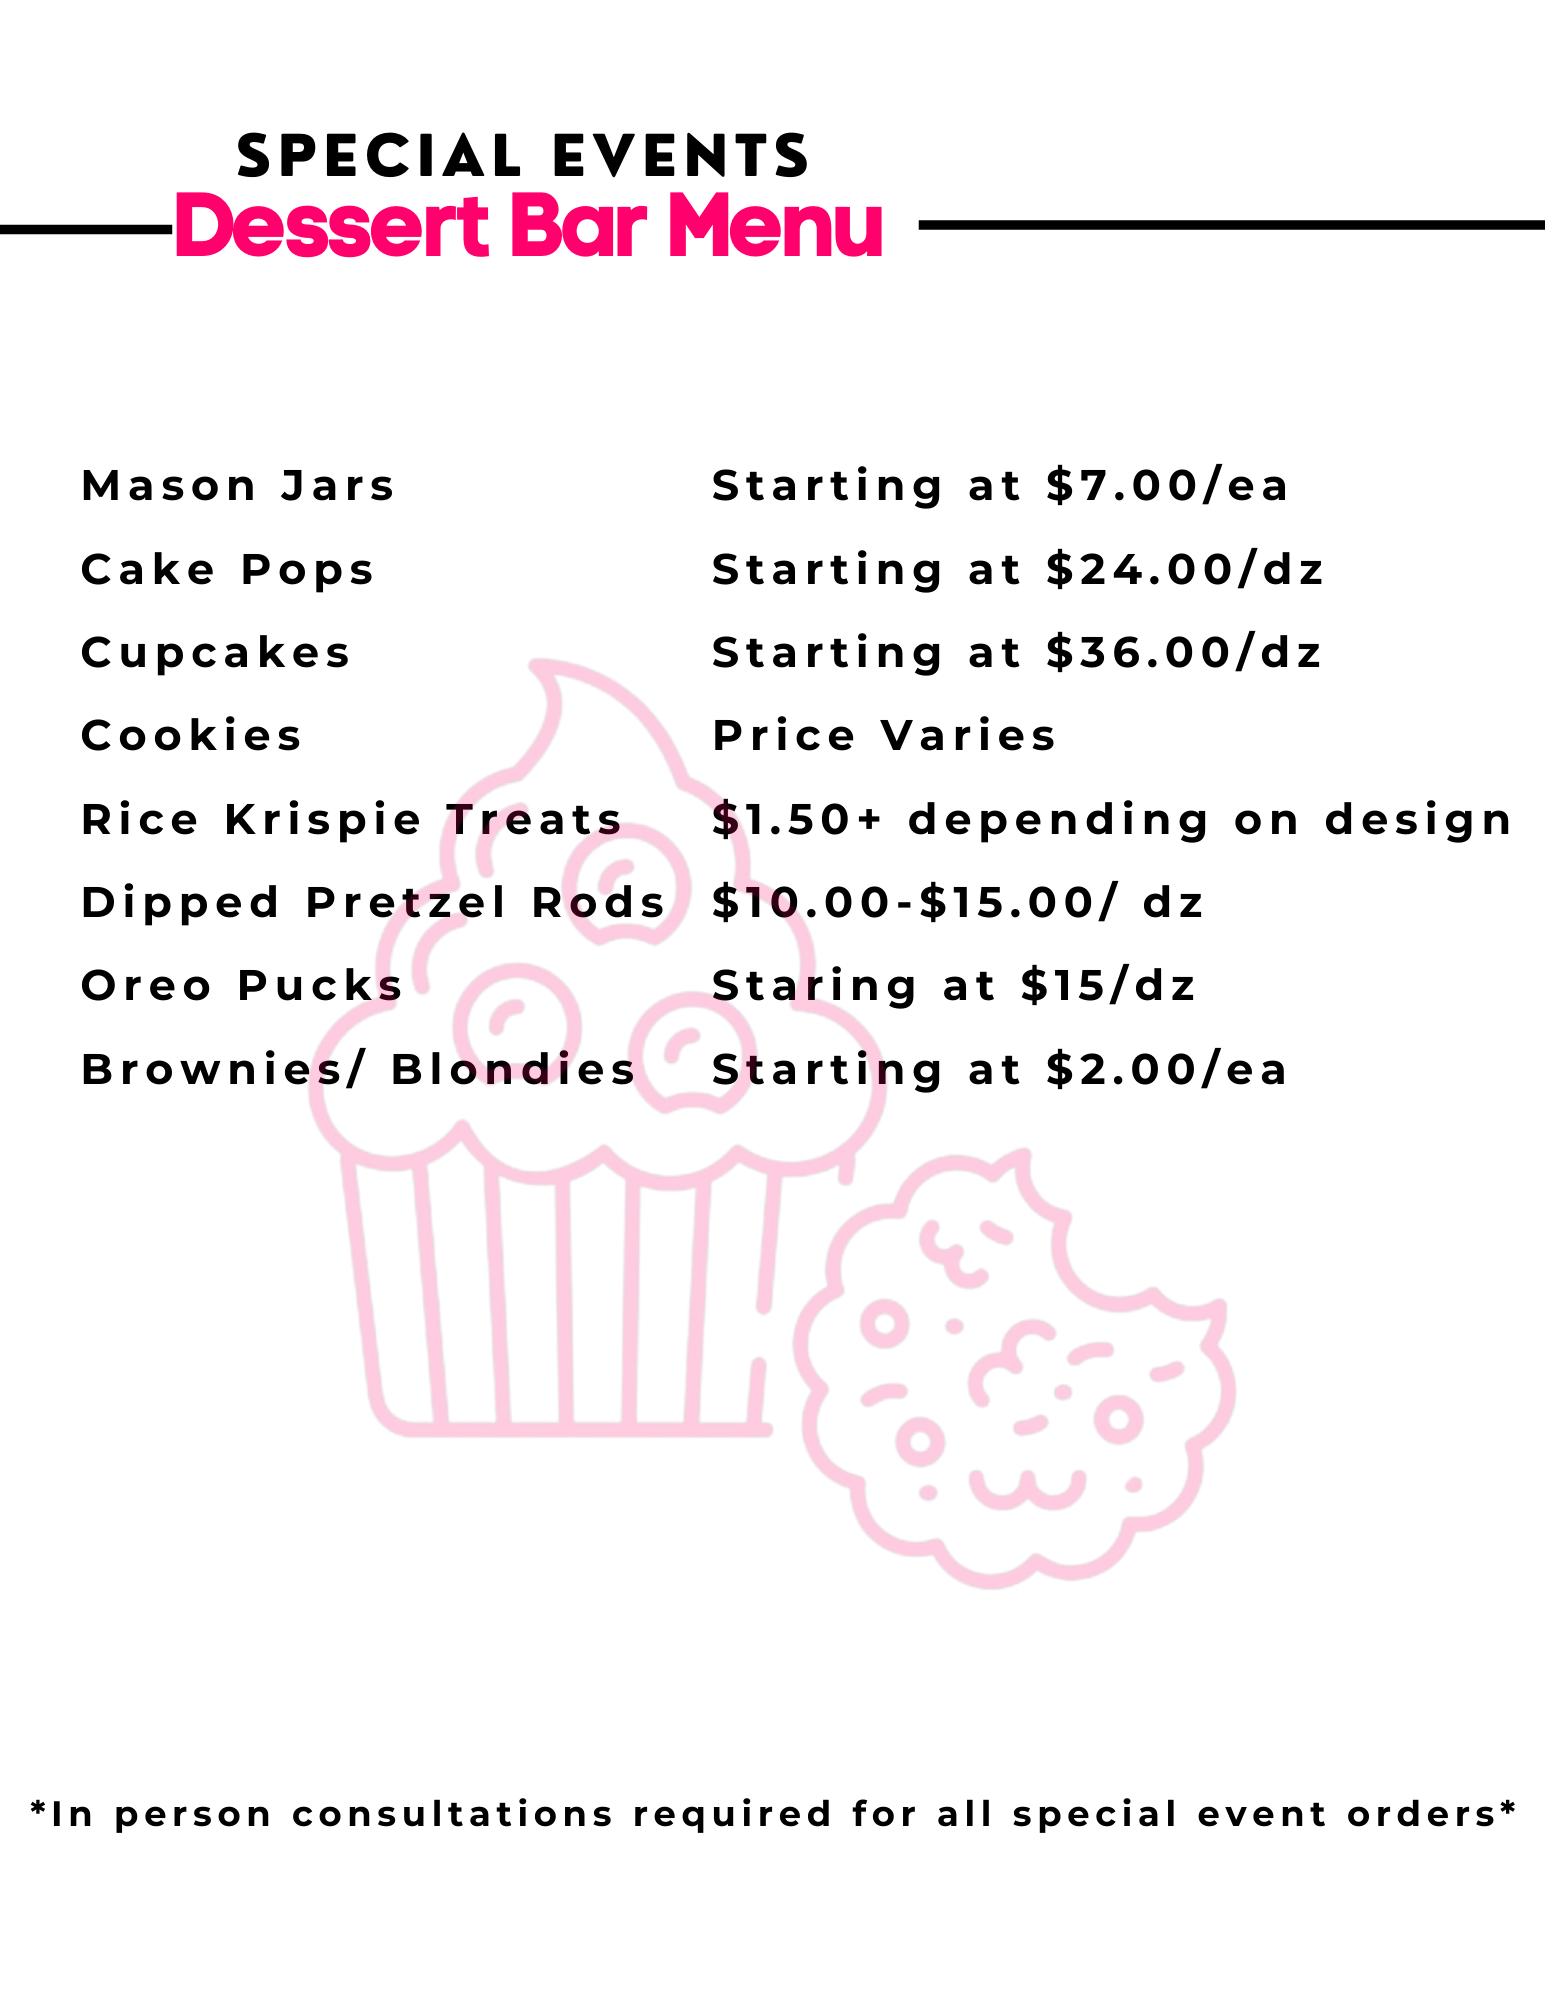 SPECIAL EVENTS
Dessert Bar Menu
Mason Jars Starting at $7.00/ea
Cake Pops Starting at $24.00/dz
Cupcakes Starting at $36.00/dz
Cookies Price Varies
Rice Krispie Treats $1.50+ depending on design
Dipped Pretzel Rods $10.00-$15.00/ dz
Oreo Pucks Staring at $15/dz
Brownies/ Blondies Starting at $2.00/ea
*In person consultations required for all special event orders*